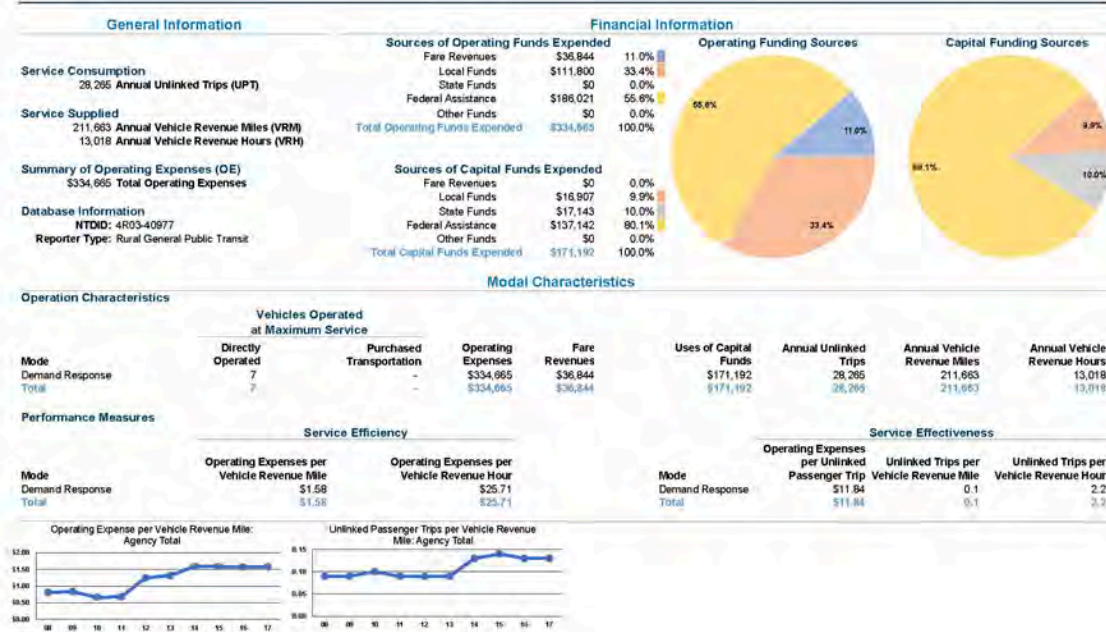 General Information
Financial Information
Sources of Operating Funds Expended
Operating Funding Sources
Capital Funding Sources
Fare Revenues $36,844 11.0%
Service Consumption
Local Funds $111,800 33.4%
28,265 Annual Unlinked Trips (UPT)
State Funds $0 0.0%
Federal Assistance $186,021 55.6%
Service Supplied
Other Funds $0 0.0%
211,663 Annual Vehicle Revenue Miles (VRM)
Total Operating Funds Expended $334,665 100.0%
13,018 Annual Vehicle Revenue Hours (VRH)
55.6%
11.0%
33.4%
9.9%
10.0%
Summary of Operating Expenses (OE)
Sources of Capital Funds Expended
$334,665 Total Operating Expenses
Fare Revenues $0 0.0%
Local Funds $16,907 9.9%
Database Information
State Funds $17,143 10.0%
NTDID: 4R03-40977
Federal Assistance $137,142 80.1%
Reporter Type: Rural General Public Transit
Other Funds $0 0.0%
Total Capital Funds Expended $171,192 100.0%
Modal Characteristics
Operation Characteristics
Vehicles Operated
at Maximum Service
Directly Purchased Operating Fare Uses of Capital Annual Unlinked Annual Vehicle Annual Vehicle
Mode Operated Transportation Expenses Revenues Funds Trips Revenue Miles Revenue Hours
Demand Response 7 - $334,665 $36,844 $171,192 28,265 211,663 13,018
Total 7 - $334,665 $36,844 $171,192 28,265 211,663 13,018
Performance Measures
Service Efficiency
Service Effectiveness
Operating Expenses
Operating Expenses per Operating Expenses per per Unlinked Unlinked Trips per Unlinked Trips per
Mode Vehicle Revenue Mile Vehicle Revenue Hour Mode Passenger Trip Vehicle Revenue Mile Vehicle Revenue Hour
Demand Response $1.58 $25.71 Demand Response $11.84 0.1 2.2
Total $1.58 $25.71 Total $11.84 0.1 2.2
Operating Expense per Vehicle Revenue Mile:
Agency Total
Unlinked Passenger Trips per Vehicle Revenue
Mile: Agency Total
$2.00
$1.50
$1.00
$0.50
$0.00
08 09 10 11 12 13 14 15 16 17
0.15
0.10
0.05
0.00
08 09 10 11 12 13 14 15 16 17